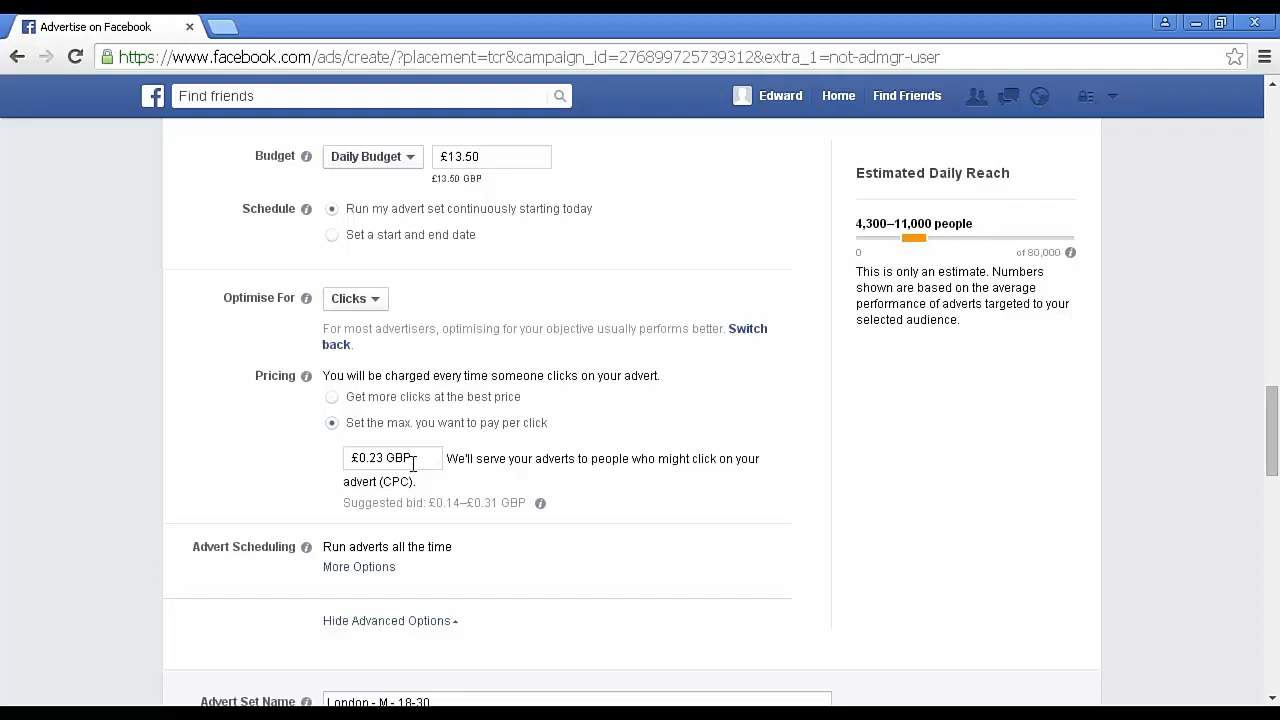 Advertise on Facebook
https://www.facebook.com/ads/create/?placement=tcr&campaign_id=276899725739312&extra_1=not-admgr-user
Find friends
Edward Home Find Friends
Budget Daily Budget £13.50
£13.50 GBP
Schedule Run my advert set continuously starting today
Set a start and end date
Optimise For Clicks
For most advertisers, optimising for your objective usually performs better. Switch
back.
Pricing You will be charged every time someone clicks on your advert.
Get more clicks at the best price
Set the max. you want to pay per click
£0.23 GBP We'll serve your adverts to people who might click on your
advert (CPC).
Suggested bid: £0.14–£0.31 GBP
Advert Scheduling Run adverts all the time
More Options
Hide Advanced Options
Advert Set Name London - M - 18-30
Estimated Daily Reach
4,300–11,000 people
0 of 80,000
This is only an estimate. Numbers
shown are based on the average
performance of adverts targeted to your
selected audience.